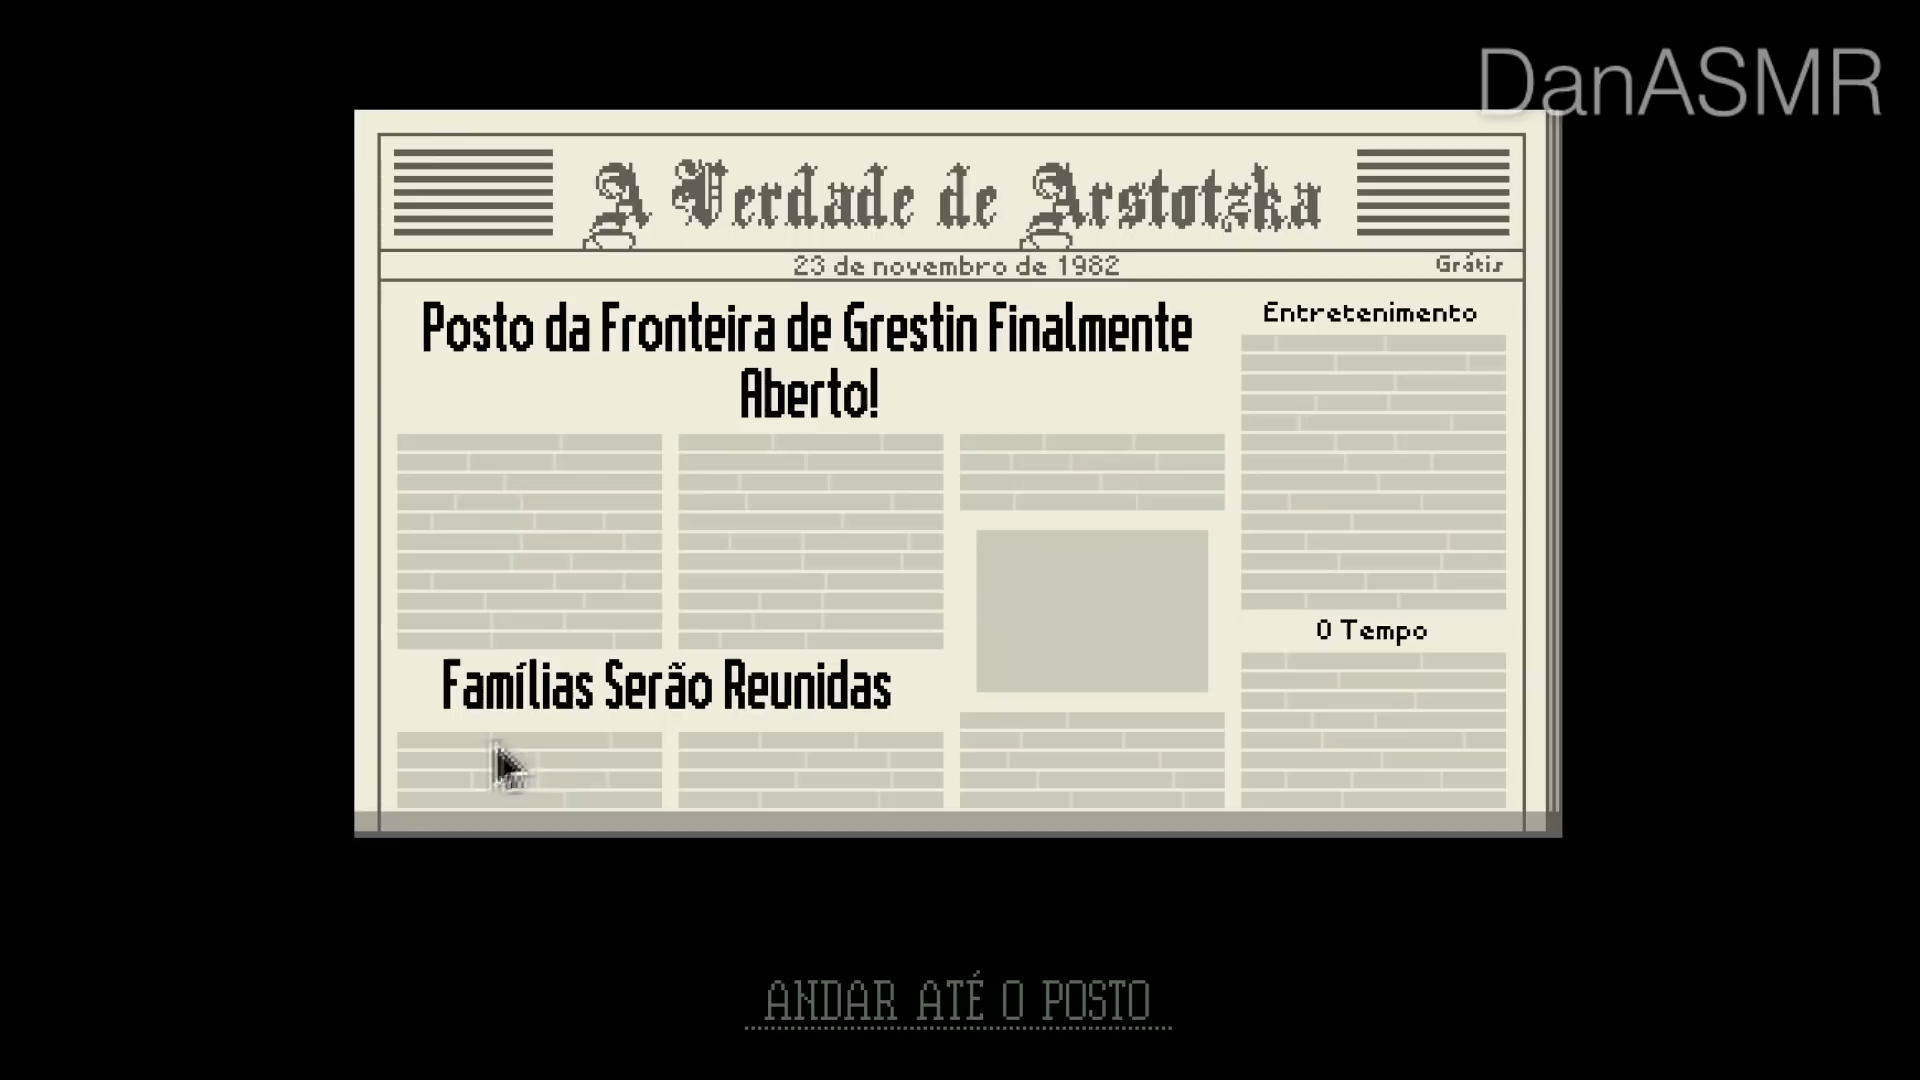 DanASMR
A Verdade de Arstotzka
23 de novembro de 1982
Grátis
Posto da Fronteira de Grestin Finalmente
Aberto!
Entretenimento
O Tempo
Famílias Serão Reunidas
ANDAR ATÉ O POSTO